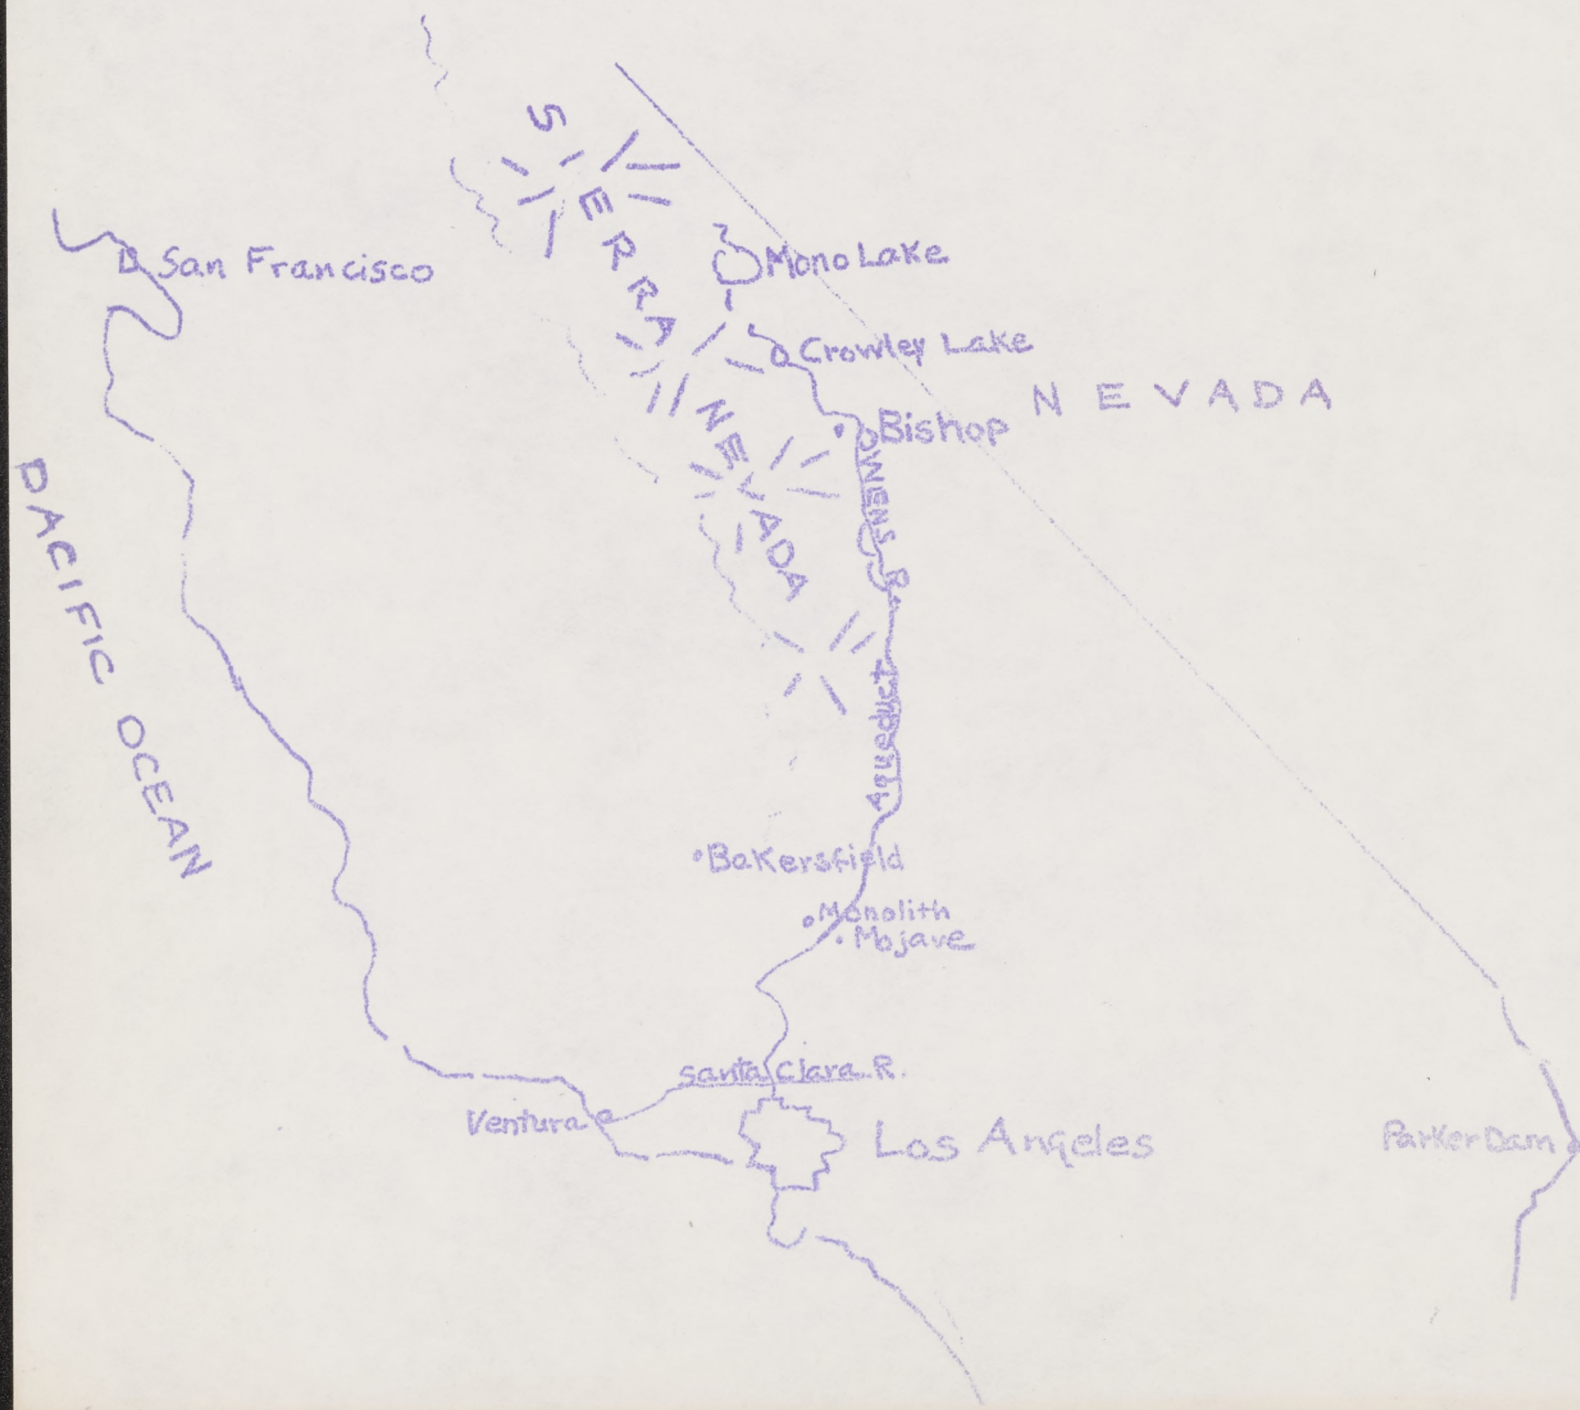 SIERRA NEVADA
San Francisco
Mono Lake
Crowley Lake
NEVADA
Bishop
OWENS R.
PACIFIC OCEAN
Aqueduct
Bakersfield
Monolith
Mojave
Santa Clara R.
Ventura
Los Angeles
Parker Dam